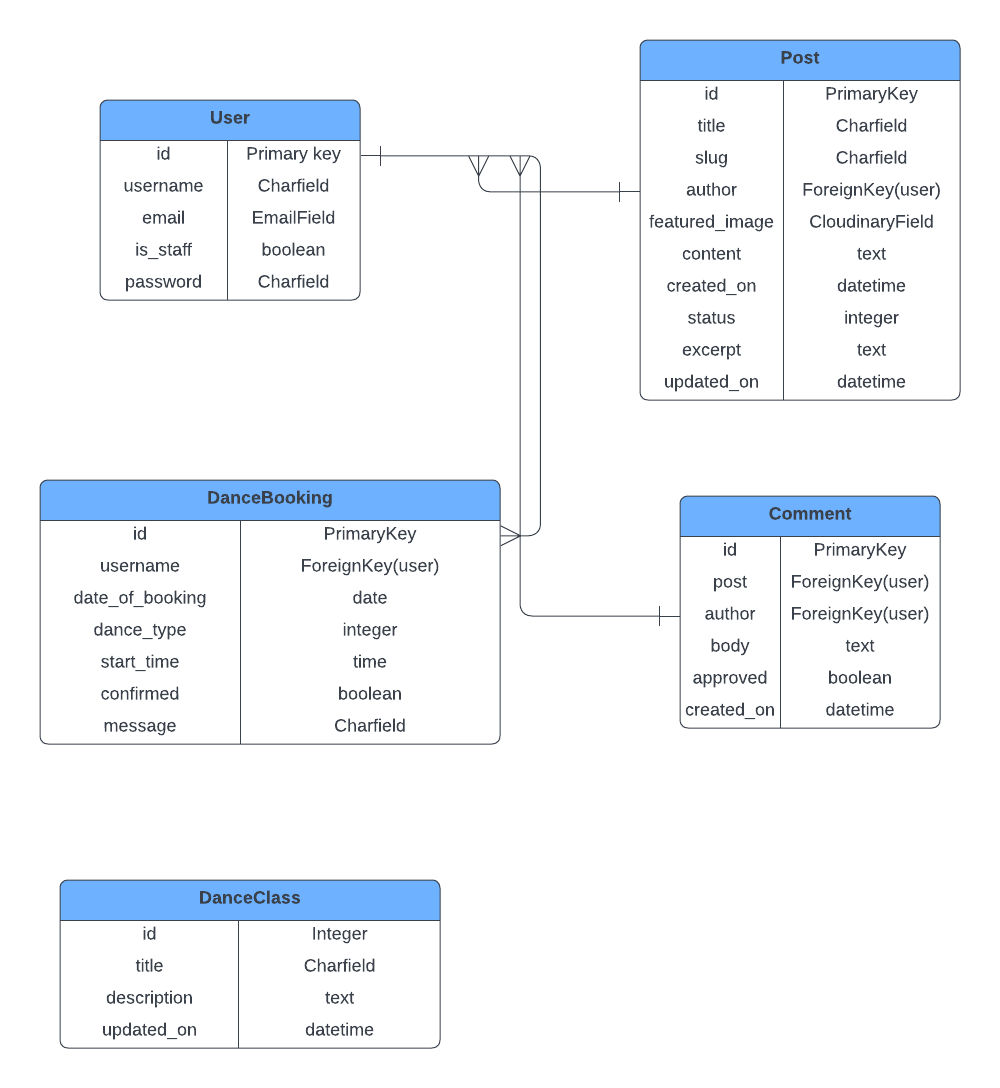 User
id Primary key
username Charfield
email EmailField
is_staff boolean
password Charfield
Post
id PrimaryKey
title Charfield
slug Charfield
author ForeignKey(user)
featured_image CloudinaryField
content text
created_on datetime
status integer
excerpt text
updated_on datetime
DanceBooking
id PrimaryKey
username ForeignKey(user)
date_of_booking date
dance_type integer
start_time time
confirmed boolean
message Charfield
Comment
id PrimaryKey
post ForeignKey(user)
author ForeignKey(user)
body text
approved boolean
created_on datetime
DanceClass
id Integer
title Charfield
description text
updated_on datetime